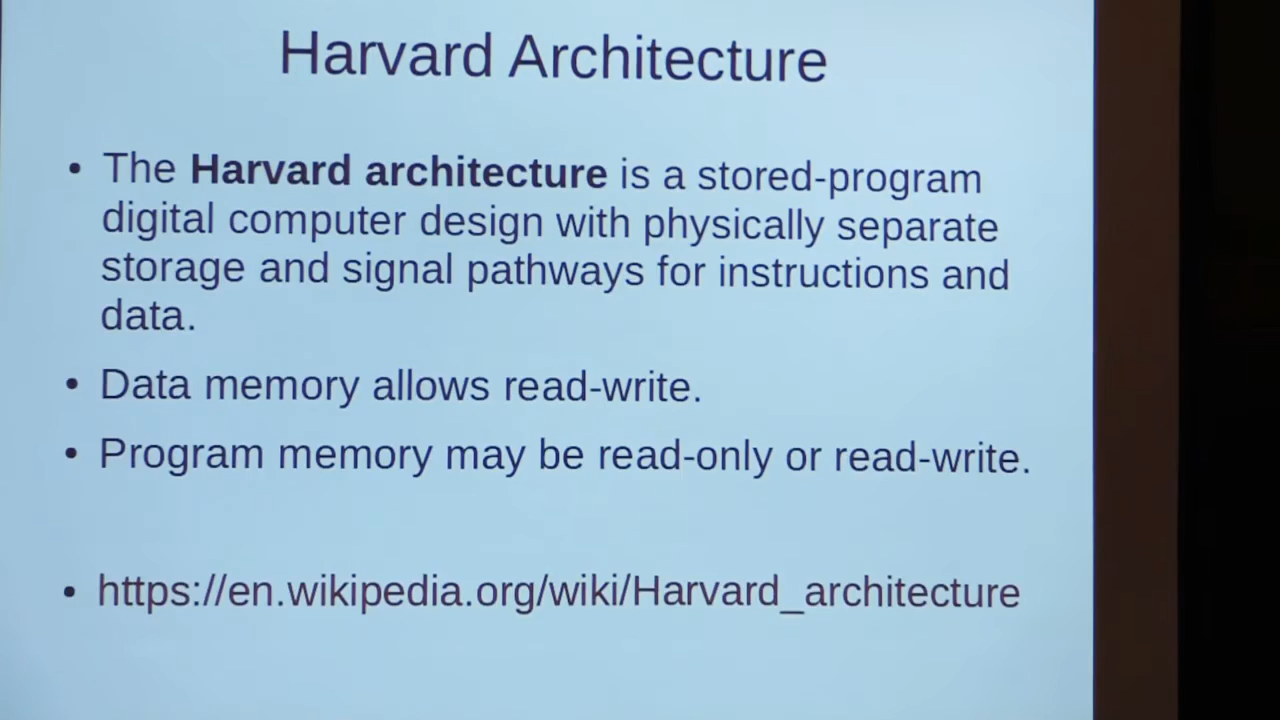 Harvard Architecture
• The Harvard architecture is a stored-program
digital computer design with physically separate
storage and signal pathways for instructions and
data.
• Data memory allows read-write.
• Program memory may be read-only or read-write.
• https://en.wikipedia.org/wiki/Harvard_architecture